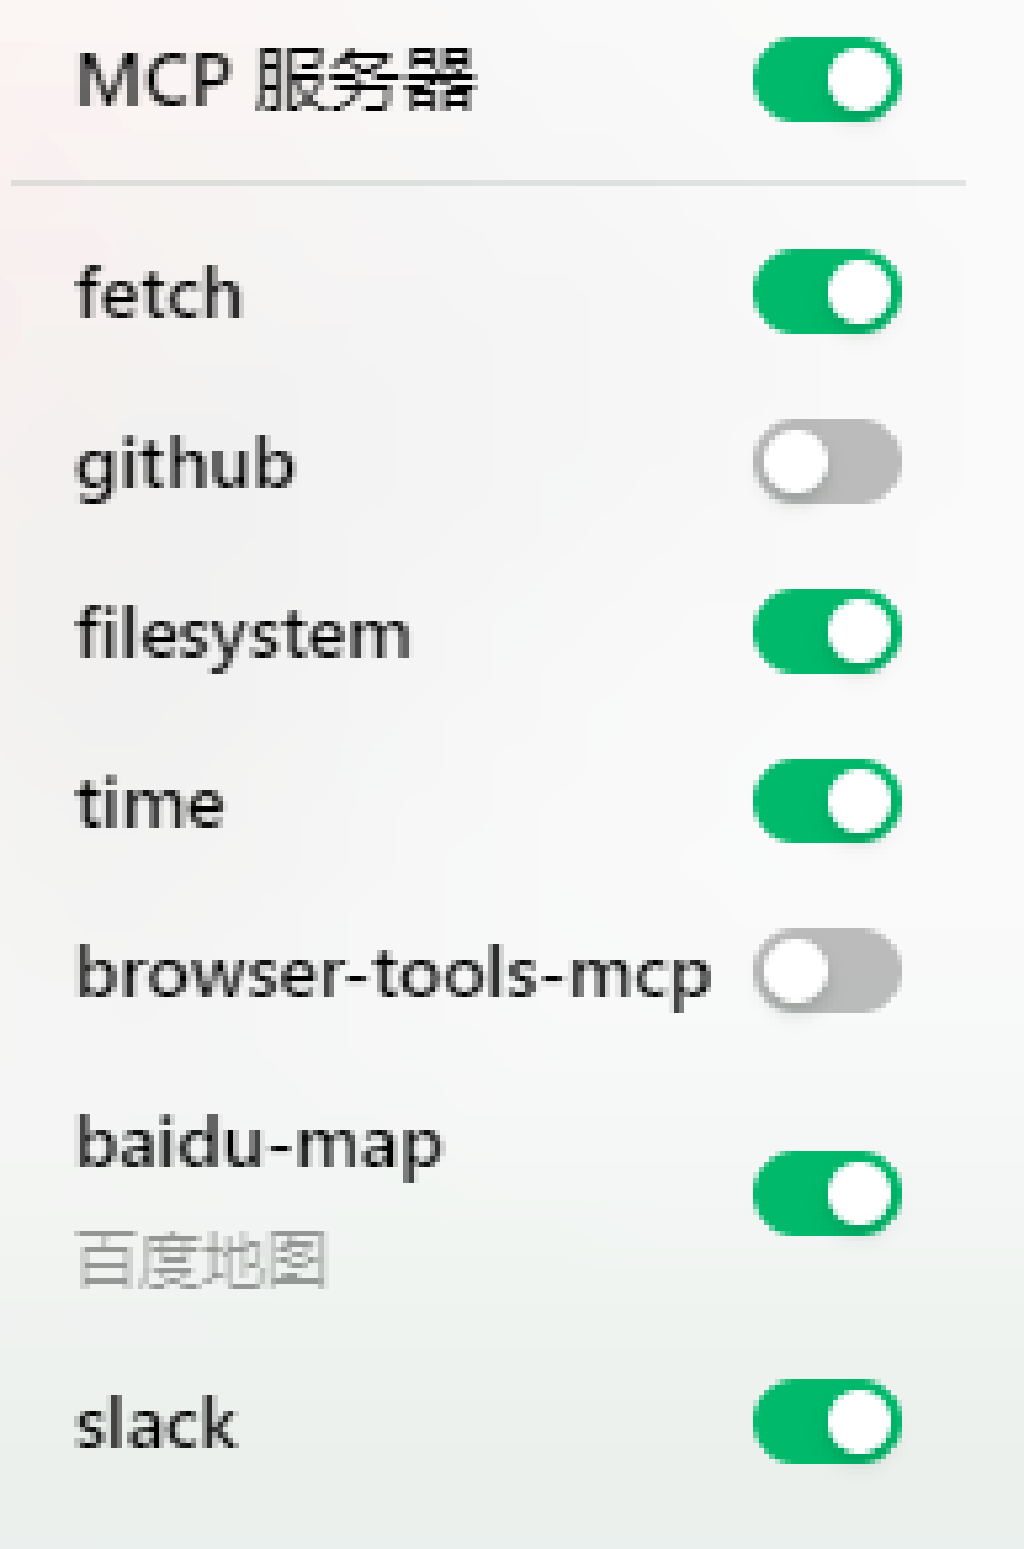 MCP 服务器
fetch
github
filesystem
time
browser-tools-mcp
baidu-map
百度地图
slack